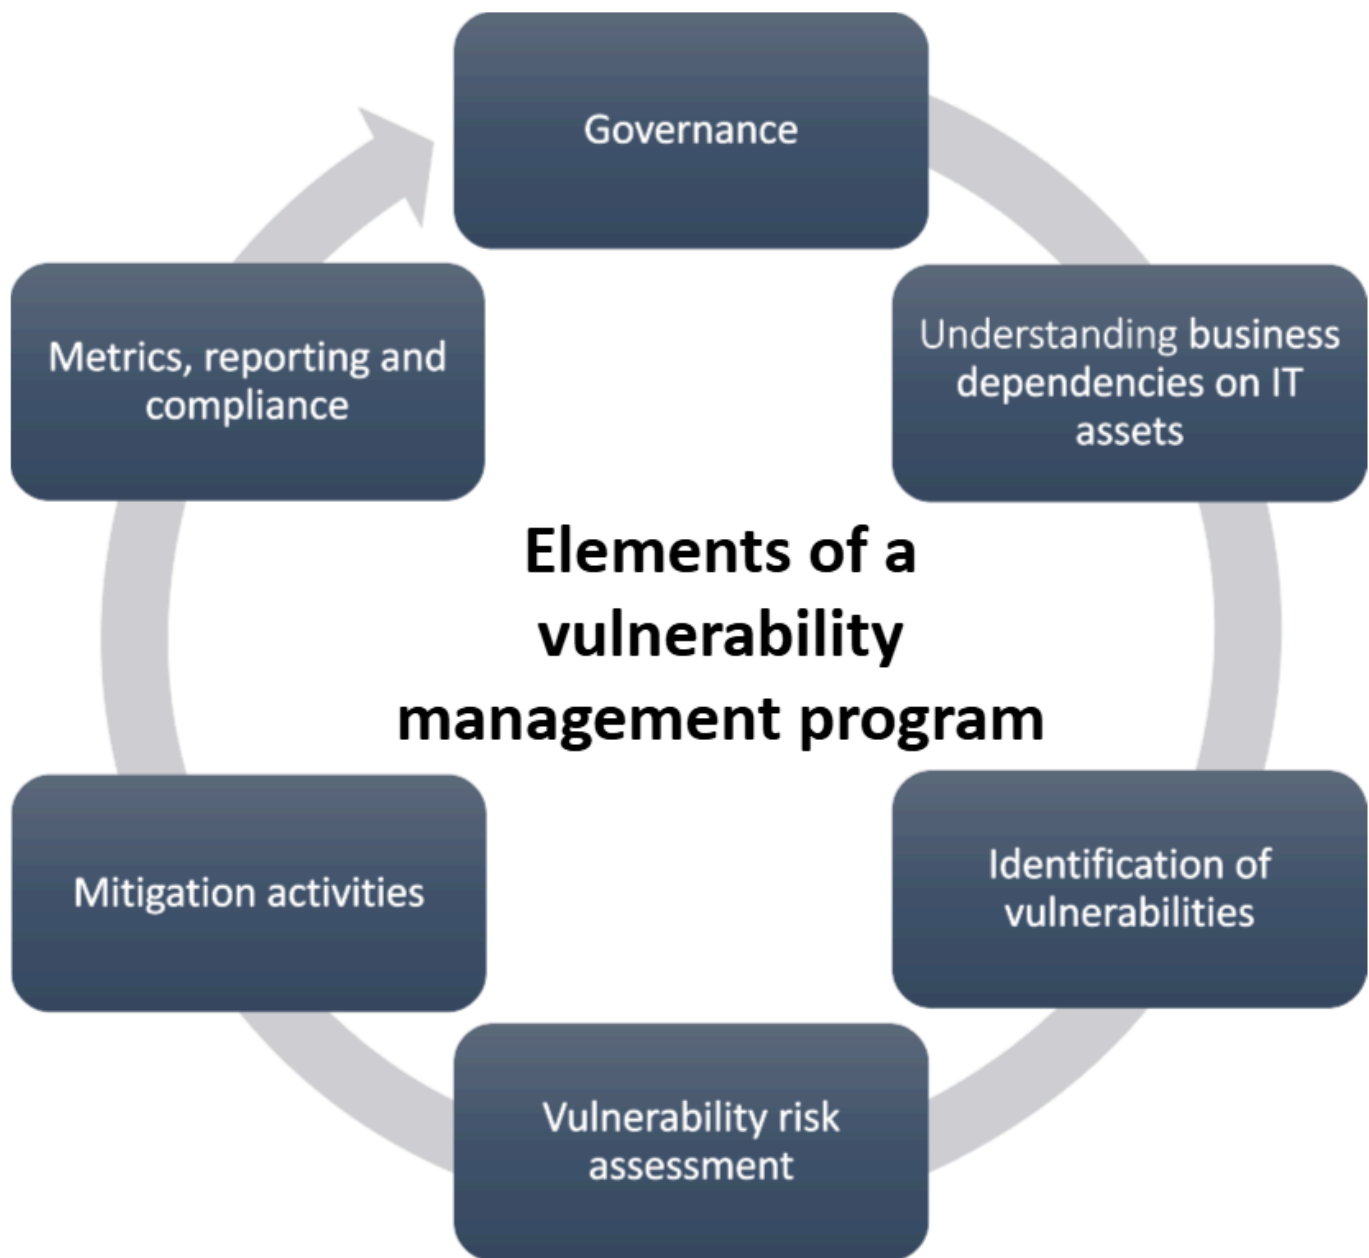 Governance
Understanding business
dependencies on IT
assets
Identification of
vulnerabilities
Vulnerability risk
assessment
Mitigation activities
Metrics, reporting and
compliance
Elements of a
vulnerability
management program